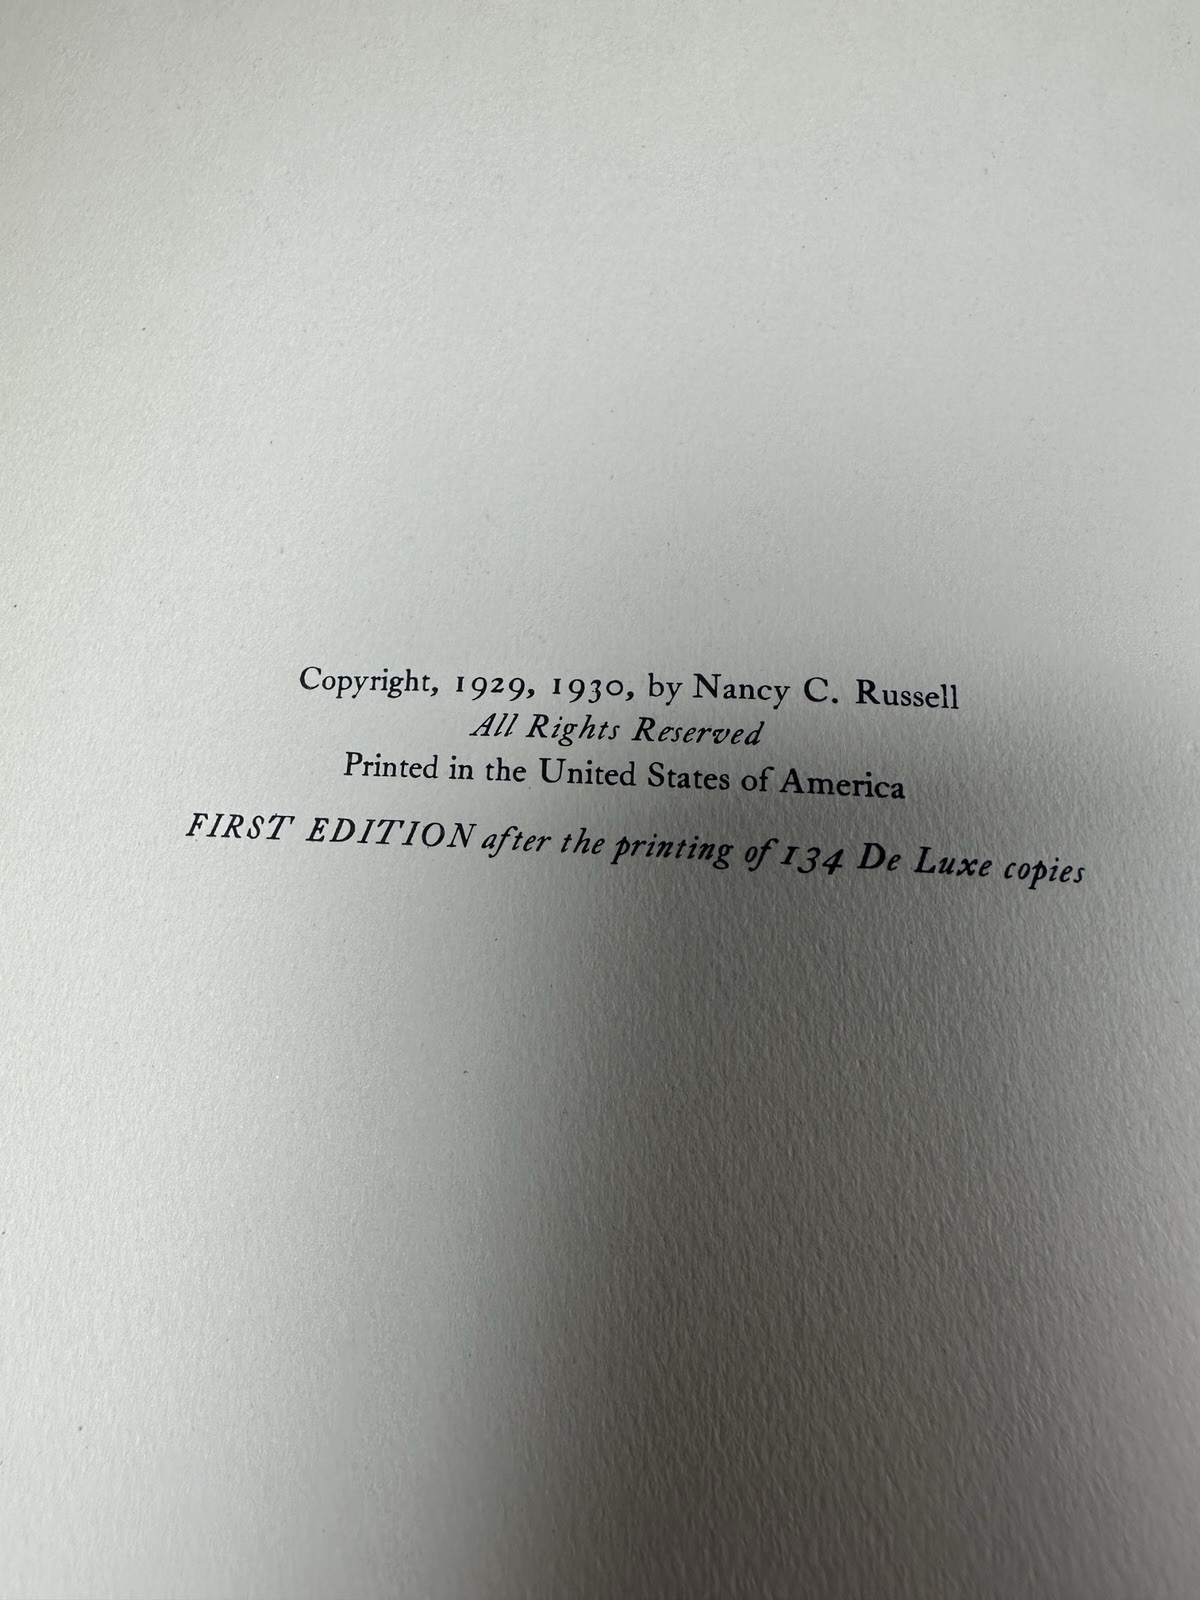 Copyright, 1929, 1930, by Nancy C. Russell
All Rights Reserved
Printed in the United States of America
FIRST EDITION after the printing of 134 De Luxe copies